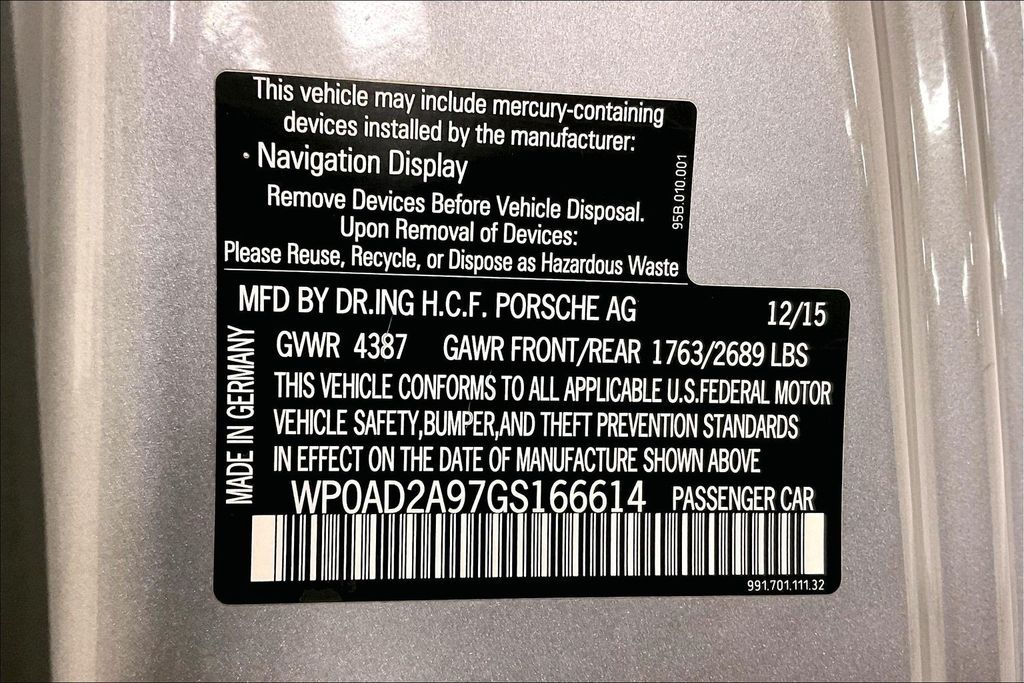 This vehicle may include mercury-containing
devices installed by the manufacturer:
· Navigation Display
Remove Devices Before Vehicle Disposal.
Upon Removal of Devices:
Please Reuse, Recycle, or Dispose as Hazardous Waste
95B.010.001
MFD BY DR.ING H.C.F. PORSCHE AG 12/15
GVWR 4387 GAWR FRONT/REAR 1763/2689 LBS
THIS VEHICLE CONFORMS TO ALL APPLICABLE U.S.FEDERAL MOTOR
VEHICLE SAFETY,BUMPER,AND THEFT PREVENTION STANDARDS
IN EFFECT ON THE DATE OF MANUFACTURE SHOWN ABOVE
MADE IN GERMANY
WP0AD2A97GS166614 PASSENGER CAR
991.701.111.32